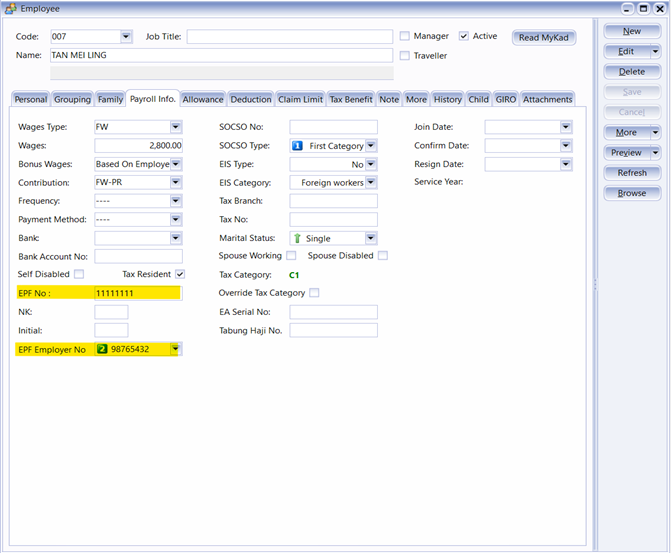 Employee
Code: 007 Job Title: Manager Active Read MyKad
Name: TAN MEI LING Traveller
Personal Grouping Family Payroll Info. Allowance Deduction Claim Limit Tax Benefit Note More History Child GIRO Attachments
Wages Type: FW SOCSO No: Join Date:
Wages: 2,800.00 SOCSO Type: 1 First Category Confirm Date:
Bonus Wages: Based On Employe EIS Type: No Resign Date:
Contribution: FW-PR EIS Category: Foreign workers Service Year:
Frequency: ---- Tax Branch:
Payment Method: ---- Tax No:
Bank: Marital Status: Single
Bank Account No: Spouse Working Spouse Disabled
Self Disabled Tax Resident Tax Category: C1
EPF No : 11111111 Override Tax Category
NK: EA Serial No:
Initial: Tabung Haji No.
EPF Employer No 2 98765432
New
Edit
Delete
Save
Cancel
More
Preview
Refresh
Browse